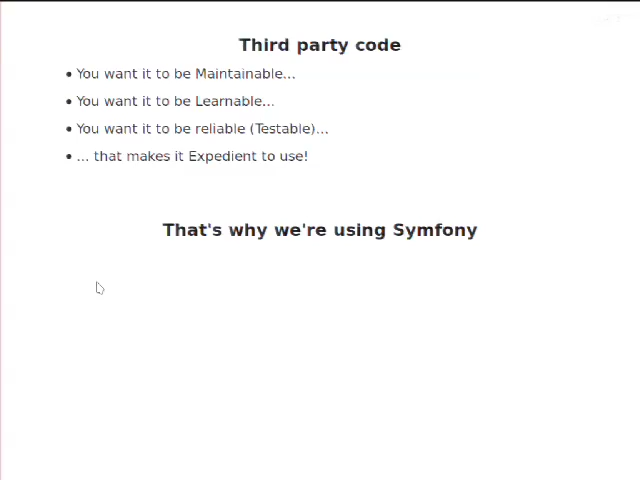 Third party code
• You want it to be Maintainable...
• You want it to be Learnable...
• You want it to be reliable (Testable)...
• ... that makes it Expedient to use!
That's why we're using Symfony